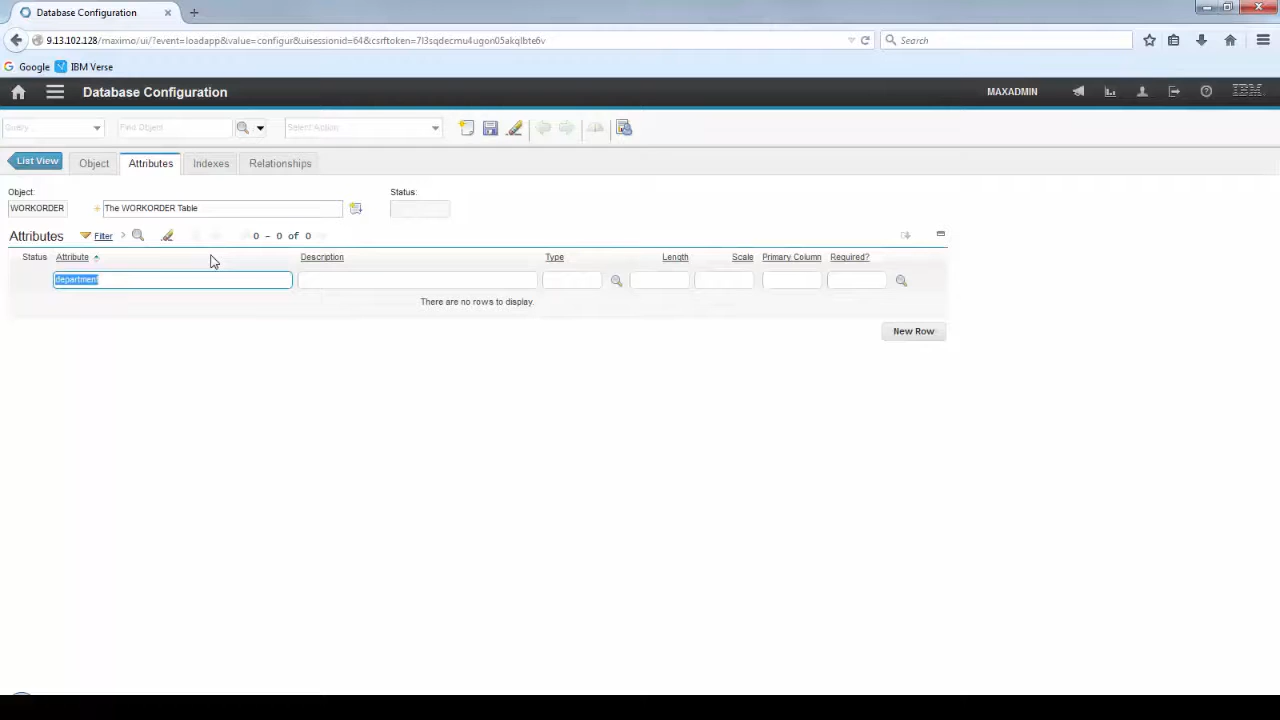 Database Configuration
9.13.102.128/maximo/ui/?event=loadapp&value=configur&uisessionid=64&csrftoken=7l3sqdecmu4ugon05akqlbte6v
Search
Google IBM Verse
Database Configuration MAXADMIN IBM
Query Find Object Select Action
List View Object Attributes Indexes Relationships
Object: Status:
WORKORDER The WORKORDER Table
Attributes Filter 0 - 0 of 0
Status Attribute Description Type Length Scale Primary Column Required?
department
There are no rows to display.
New Row